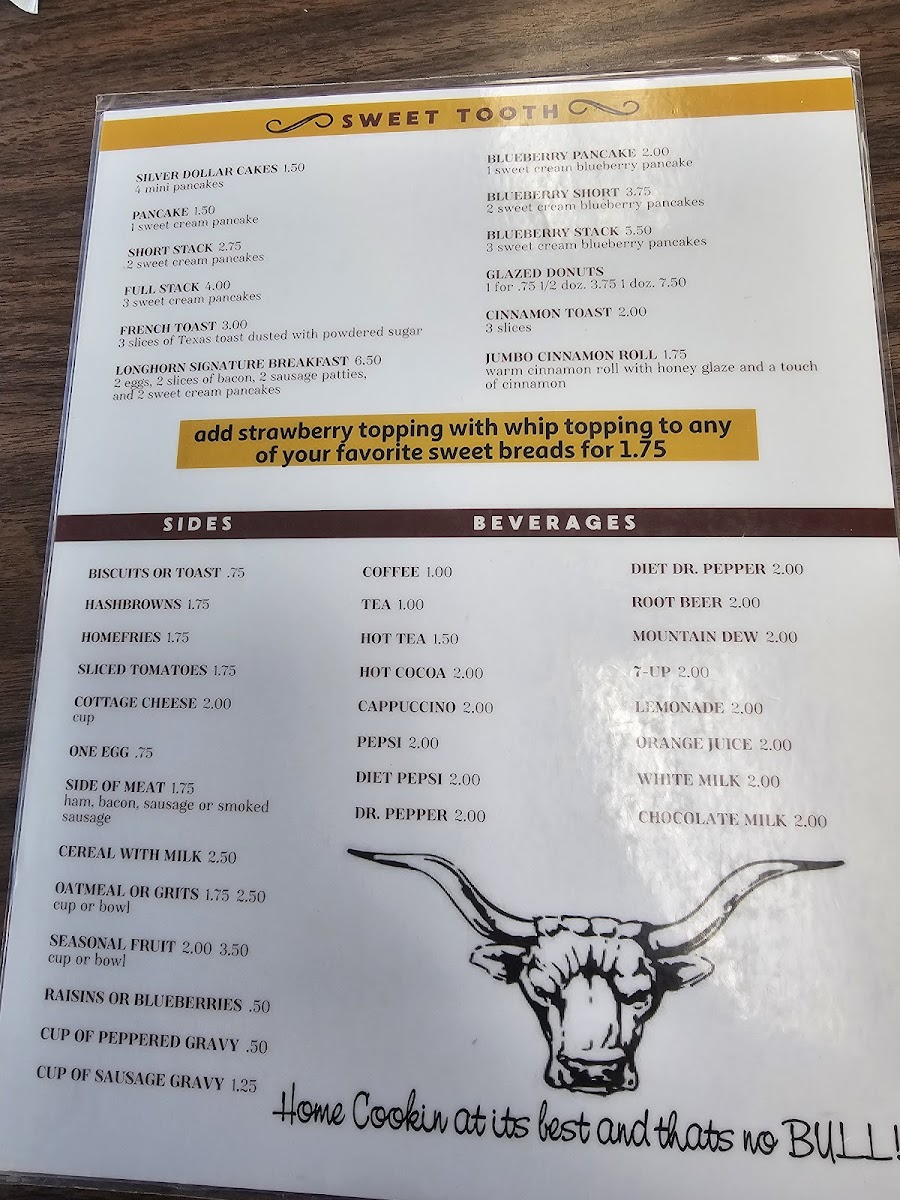 SWEET TOOTH
SILVER DOLLAR CAKES 1.50
4 mini pancakes
PANCAKE 1.50
1 sweet cream pancake
SHORT STACK 2.75
2 sweet cream pancakes
FULL STACK 4.00
3 sweet cream pancakes
FRENCH TOAST 3.00
3 slices of Texas toast dusted with powdered sugar
LONGHORN SIGNATURE BREAKFAST 6.50
2 eggs, 2 slices of bacon, 2 sausage patties,
and 2 sweet cream pancakes
BLUEBERRY PANCAKE 2.00
1 sweet cream blueberry pancake
BLUEBERRY SHORT 3.75
2 sweet cream blueberry pancakes
BLUEBERRY STACK 5.50
3 sweet cream blueberry pancakes
GLAZED DONUTS
1 for .75 1/2 doz. 3.75 1 doz. 7.50
CINNAMON TOAST 2.00
3 slices
JUMBO CINNAMON ROLL 1.75
warm cinnamon roll with honey glaze and a touch
of cinnamon
add strawberry topping with whip topping to any
of your favorite sweet breads for 1.75
SIDES
BISCUITS OR TOAST .75
HASHBROWNS 1.75
HOMEFRIES 1.75
SLICED TOMATOES 1.75
COTTAGE CHEESE 2.00
cup
ONE EGG .75
SIDE OF MEAT 1.75
ham, bacon, sausage or smoked
sausage
CEREAL WITH MILK 2.50
OATMEAL OR GRITS 1.75 2.50
cup or bowl
SEASONAL FRUIT 2.00 3.50
cup or bowl
RAISINS OR BLUEBERRIES .50
CUP OF PEPPERED GRAVY .50
CUP OF SAUSAGE GRAVY 1.25
BEVERAGES
COFFEE 1.00
TEA 1.00
HOT TEA 1.50
HOT COCOA 2.00
CAPPUCCINO 2.00
PEPSI 2.00
DIET PEPSI 2.00
DR. PEPPER 2.00
DIET DR. PEPPER 2.00
ROOT BEER 2.00
MOUNTAIN DEW 2.00
7-UP 2.00
LEMONADE 2.00
ORANGE JUICE 2.00
WHITE MILK 2.00
CHOCOLATE MILK 2.00
Home Cookin at its best and thats no BULL!